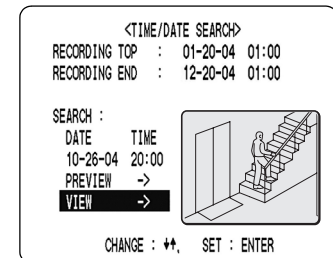 <TIME/DATE SEARCH>
RECORDING TOP : 01-20-04 01:00
RECORDING END : 12-20-04 01:00
SEARCH :
DATE TIME
10-26-04 20:00
PREVIEW ->
VIEW ->
CHANGE : ↓↑, SET : ENTER